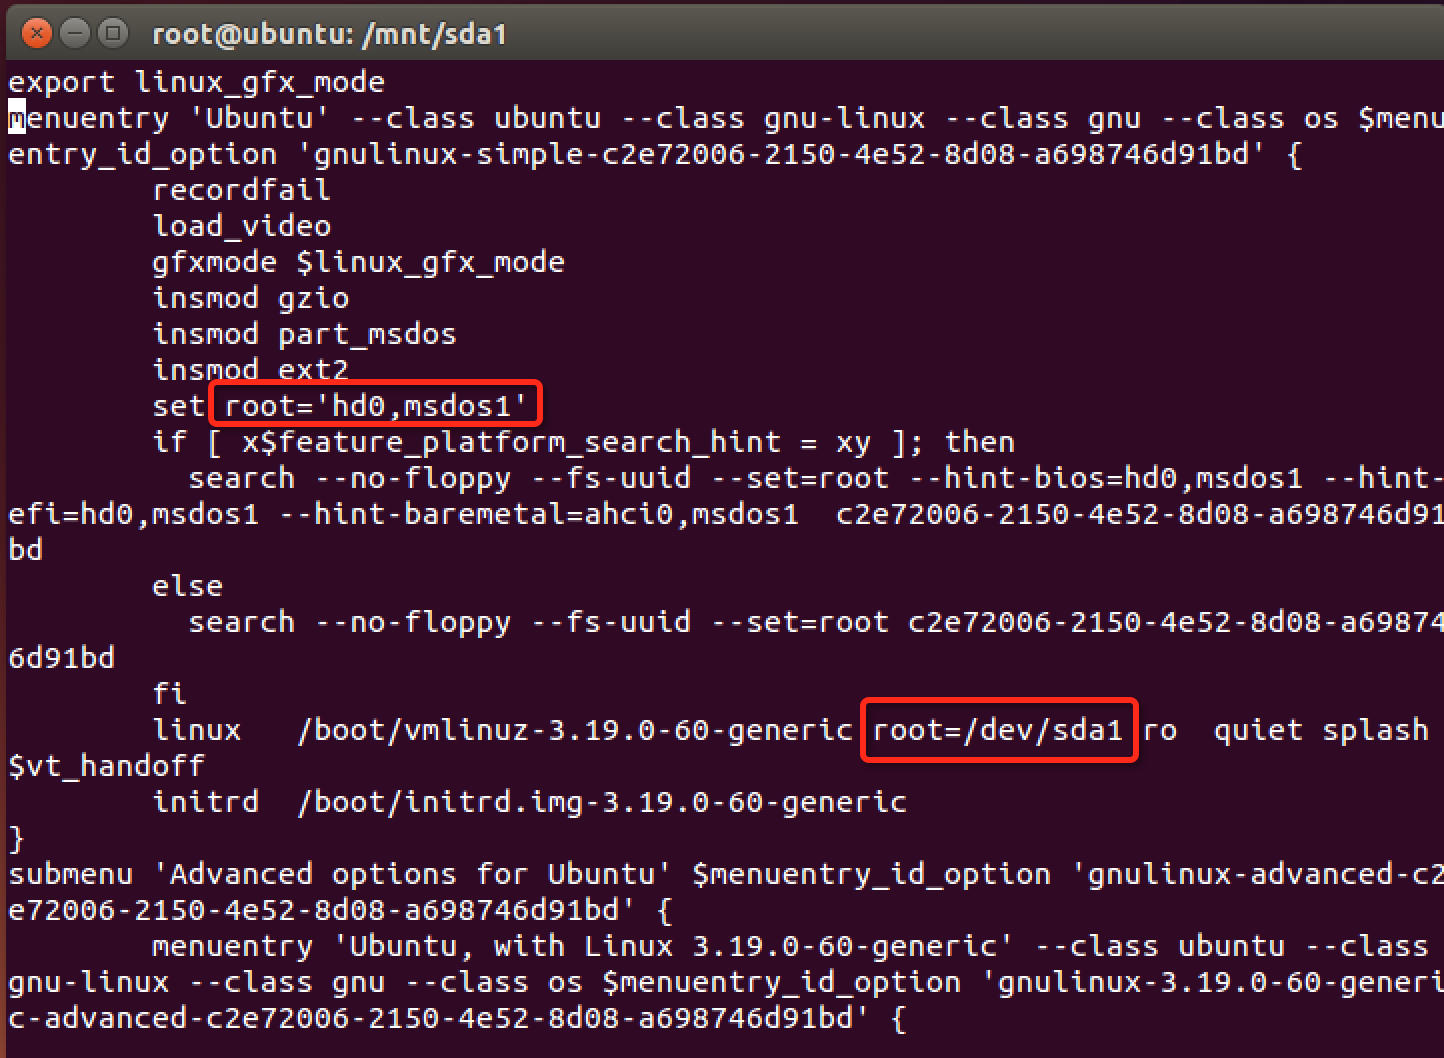 root@ubuntu: /mnt/sda1
export linux_gfx_mode
menuentry 'Ubuntu' --class ubuntu --class gnu-linux --class gnu --class os $menu
entry_id_option 'gnulinux-simple-c2e72006-2150-4e52-8d08-a698746d91bd' {
recordfail
load_video
gfxmode $linux_gfx_mode
insmod gzio
insmod part_msdos
insmod ext2
set root='hd0,msdos1'
if [ x$feature_platform_search_hint = xy ]; then
search --no-floppy --fs-uuid --set=root --hint-bios=hd0,msdos1 --hint-
efi=hd0,msdos1 --hint-baremetal=ahci0,msdos1  c2e72006-2150-4e52-8d08-a698746d91
bd
else
search --no-floppy --fs-uuid --set=root c2e72006-2150-4e52-8d08-a69874
6d91bd
fi
linux   /boot/vmlinuz-3.19.0-60-generic root=/dev/sda1 ro  quiet splash
$vt_handoff
initrd  /boot/initrd.img-3.19.0-60-generic
}
submenu 'Advanced options for Ubuntu' $menuentry_id_option 'gnulinux-advanced-c2
e72006-2150-4e52-8d08-a698746d91bd' {
menuentry 'Ubuntu, with Linux 3.19.0-60-generic' --class ubuntu --class
gnu-linux --class gnu --class os $menuentry_id_option 'gnulinux-3.19.0-60-generi
c-advanced-c2e72006-2150-4e52-8d08-a698746d91bd' {